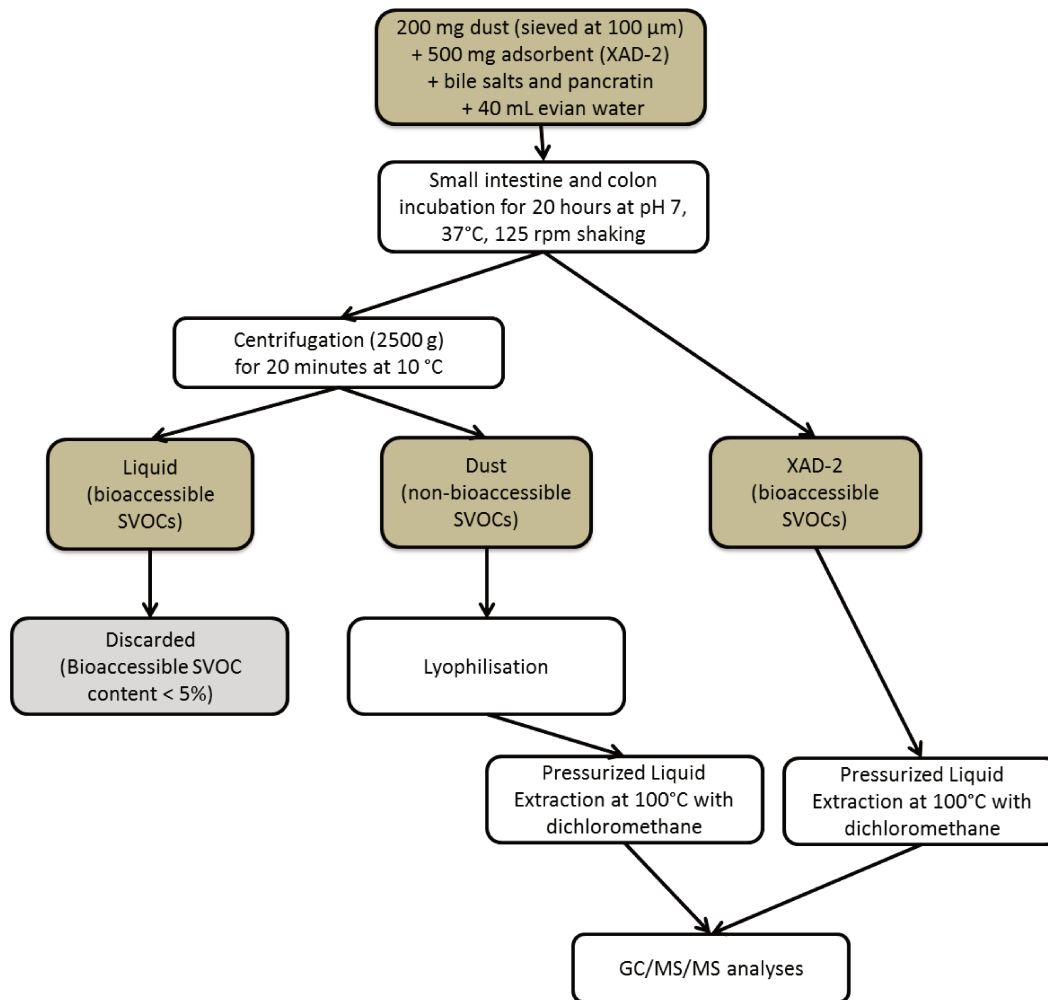 200 mg dust (sieved at 100 µm)
+ 500 mg adsorbent (XAD-2)
+ bile salts and pancratin
+ 40 mL evian water
Small intestine and colon
incubation for 20 hours at pH 7,
37°C, 125 rpm shaking
Centrifugation (2500 g)
for 20 minutes at 10 °C
Liquid
(bioaccessible
SVOCs)
Dust
(non-bioaccessible
SVOCs)
XAD-2
(bioaccessible
SVOCs)
Discarded
(Bioaccessible SVOC
content < 5%)
Lyophilisation
Pressurized Liquid
Extraction at 100°C with
dichloromethane
Pressurized Liquid
Extraction at 100°C with
dichloromethane
GC/MS/MS analyses